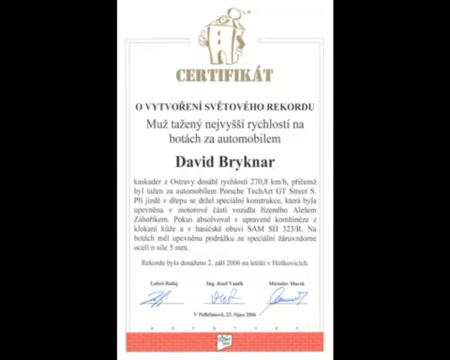 CERTIFIKÁT
O VYTVOŘENÍ SVĚTOVÉHO REKORDU
Muž tažený nejvyšší rychlostí na
botách za automobilem
David Bryknar
kaskadér z Ostravy dosáhl rychlosti 270,8 km/h, přičemž
byl tažen za automobilem Porsche TechArt GT Street S.
Při jízdě v dřepu se držel speciální konstrukce, která byla
upevněna v motorové části vozidla řízeného Alešem
Záhoříkem. Pokus absolvoval v upravené kombinéze z
klokaní kůže a v hasičské obuvi SAM SH 323/R. Na
botách měl upevněnu podrážku ze speciální žáruvzdorné
oceli o síle 5 mm.
Rekordu bylo dosaženo 2. září 2006 na letišti v Hoškovicích.
Luboš Rafaj Ing. Josef Vaněk Miroslav Marek
V Pelhřimově, 23. října 2006